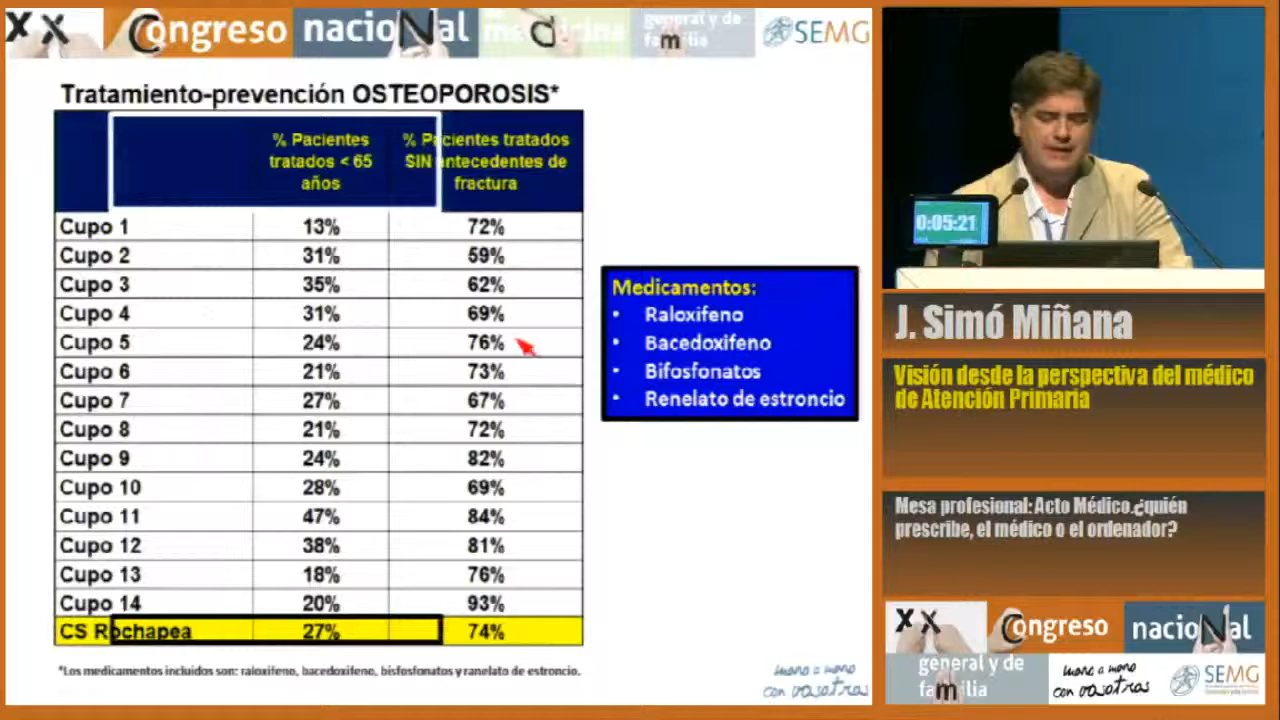 XX Congreso nacioNal medicina general y de familia SEMG
Tratamiento-prevención OSTEOPOROSIS*
% Pacientes tratados < 65 años
% Pacientes tratados SIN antecedentes de fractura
Cupo 1 13% 72%
Cupo 2 31% 59%
Cupo 3 35% 62%
Cupo 4 31% 69%
Cupo 5 24% 76%
Cupo 6 21% 73%
Cupo 7 27% 67%
Cupo 8 21% 72%
Cupo 9 24% 82%
Cupo 10 28% 69%
Cupo 11 47% 84%
Cupo 12 38% 81%
Cupo 13 18% 76%
Cupo 14 20% 93%
CS Rochapea 27% 74%
*Los medicamentos incluidos son: raloxifeno, bacedoxifeno, bisfosfonatos y ranelato de estroncio.
mano a mano
con vosotros
Medicamentos:
• Raloxifeno
• Bacedoxifeno
• Bifosfonatos
• Renelato de estroncio
0:05:21
J. Simó Miñana
Visión desde la perspectiva del médico
de Atención Primaria
Mesa profesional: Acto Médico.¿quién
prescribe, el médico o el ordenador?
XX Congreso nacioNal
general y de
familia
mano a mano
con vosotros
SEMG